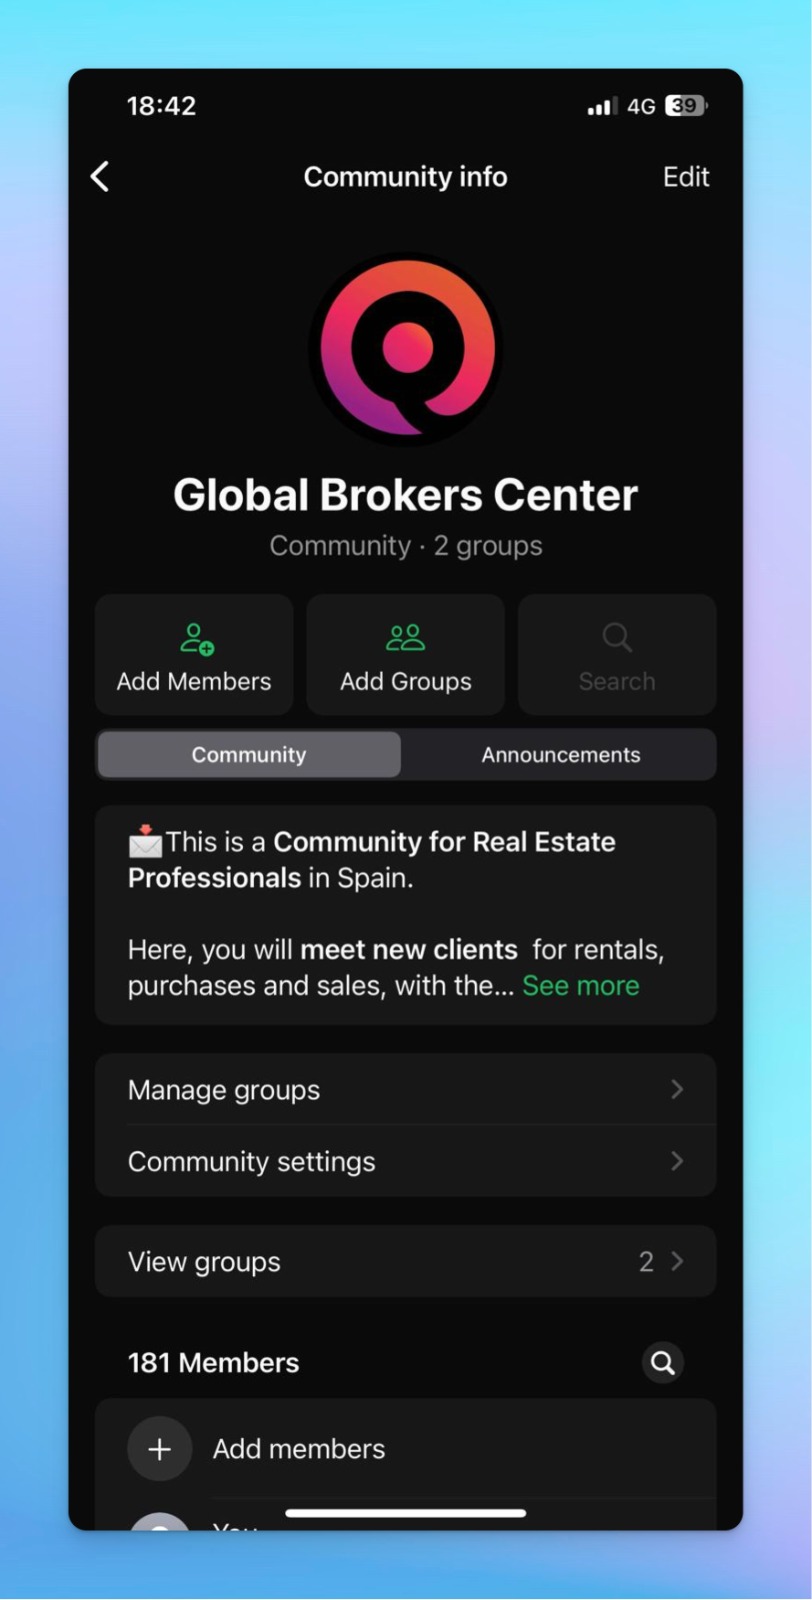 18:42
4G 39
Community info
Edit
Global Brokers Center
Community · 2 groups
Add Members
Add Groups
Search
Community
Announcements
📩This is a Community for Real Estate
Professionals in Spain.
Here, you will meet new clients  for rentals,
purchases and sales, with the... See more
Manage groups
Community settings
View groups
2
181 Members
Add members
You